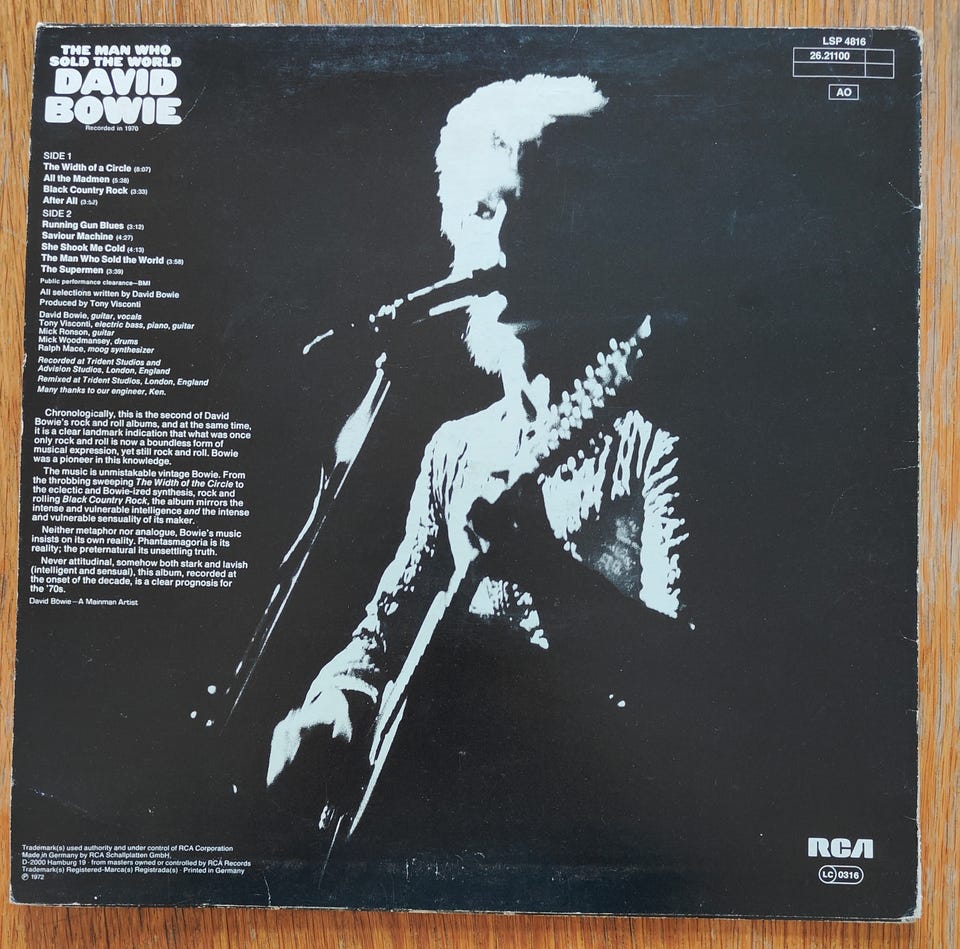 THE MAN WHO
SOLD THE WORLD
DAVID
BOWIE
Recorded in 1970
LSP 4816
26.21100
AO
SIDE 1
The Width of a Circle (8:07)
All the Madmen (5:38)
Black Country Rock (3:33)
After All (3:52)
SIDE 2
Running Gun Blues (3:12)
Saviour Machine (4:27)
She Shook Me Cold (4:13)
The Man Who Sold the World (3:58)
The Supermen (3:39)
Public performance clearance—BMI
All selections written by David Bowie
Produced by Tony Visconti
David Bowie, guitar, vocals
Tony Visconti, electric bass, piano, guitar
Mick Ronson, guitar
Mick Woodmansey, drums
Ralph Mace, moog synthesizer
Recorded at Trident Studios and
Advision Studios, London, England
Remixed at Trident Studios, London, England
Many thanks to our engineer, Ken.
Chronologically, this is the second of David
Bowie's rock and roll albums, and at the same time,
it is a clear landmark indication that what was once
only rock and roll is now a boundless form of
musical expression, yet still rock and roll. Bowie
was a pioneer in this knowledge.
The music is unmistakable vintage Bowie. From
the throbbing sweeping The Width of the Circle to
the eclectic and Bowie-ized synthesis, rock and
rolling Black Country Rock, the album mirrors the
intense and vulnerable intelligence and the intense
and vulnerable sensuality of its maker.
Neither metaphor nor analogue, Bowie's music
insists on its own reality. Phantasmagoria is its
reality; the preternatural its unsettling truth.
Never attitudinal, somehow both stark and lavish
(intelligent and sensual), this album, recorded at
the onset of the decade, is a clear prognosis for
the '70s.
David Bowie—A Mainman Artist
Trademark(s) used authority and under control of RCA Corporation
Made in Germany by RCA Schallplatten GmbH,
D-2000 Hamburg 19 · from masters owned or controlled by RCA Records
Trademark(s) Registered-Marca(s) Registrada(s) · Printed in Germany
℗ 1972
RCA
LC 0316